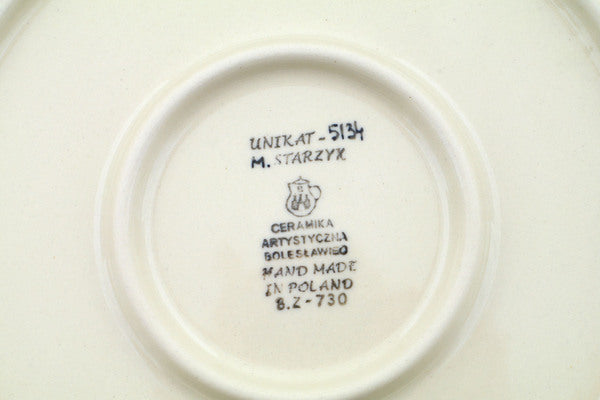 UNIKAT-5134
M. STARZYK
CERAMIKA
ARTYSTYCZNA
BOLESŁAWIEC
HAND MADE
IN POLAND
B.Z-730